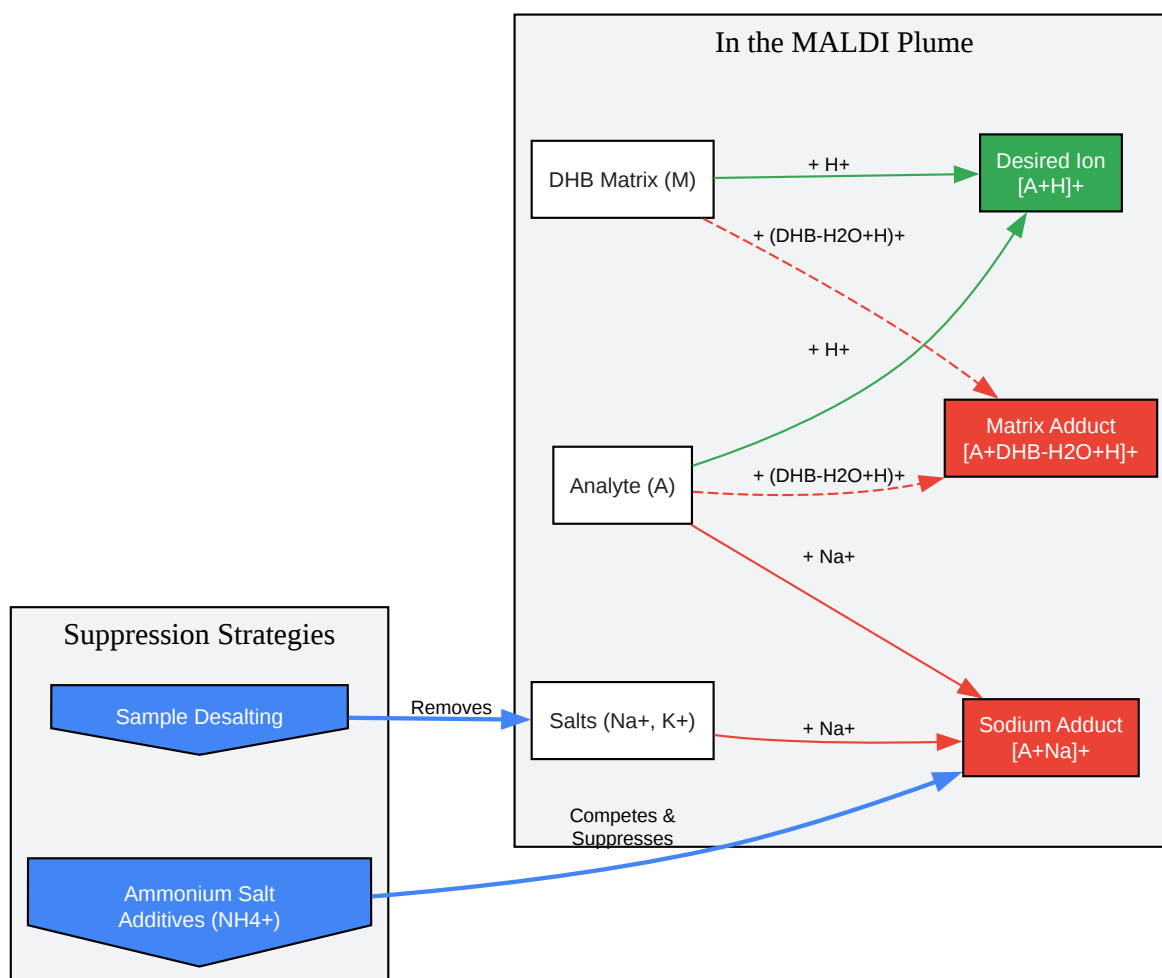 In the MALDI Plume
DHB Matrix (M)
+ H+
Desired Ion
[A+H]+
+ (DHB-H2O+H)+
+ H+
Matrix Adduct
[A+DHB-H2O+H]+
Analyte (A)
+ (DHB-H2O+H)+
+ Na+
Suppression Strategies
Sample Desalting
Removes
Salts (Na+, K+)
+ Na+
Sodium Adduct
[A+Na]+
Competes &
Suppresses
Ammonium Salt
Additives (NH4+)